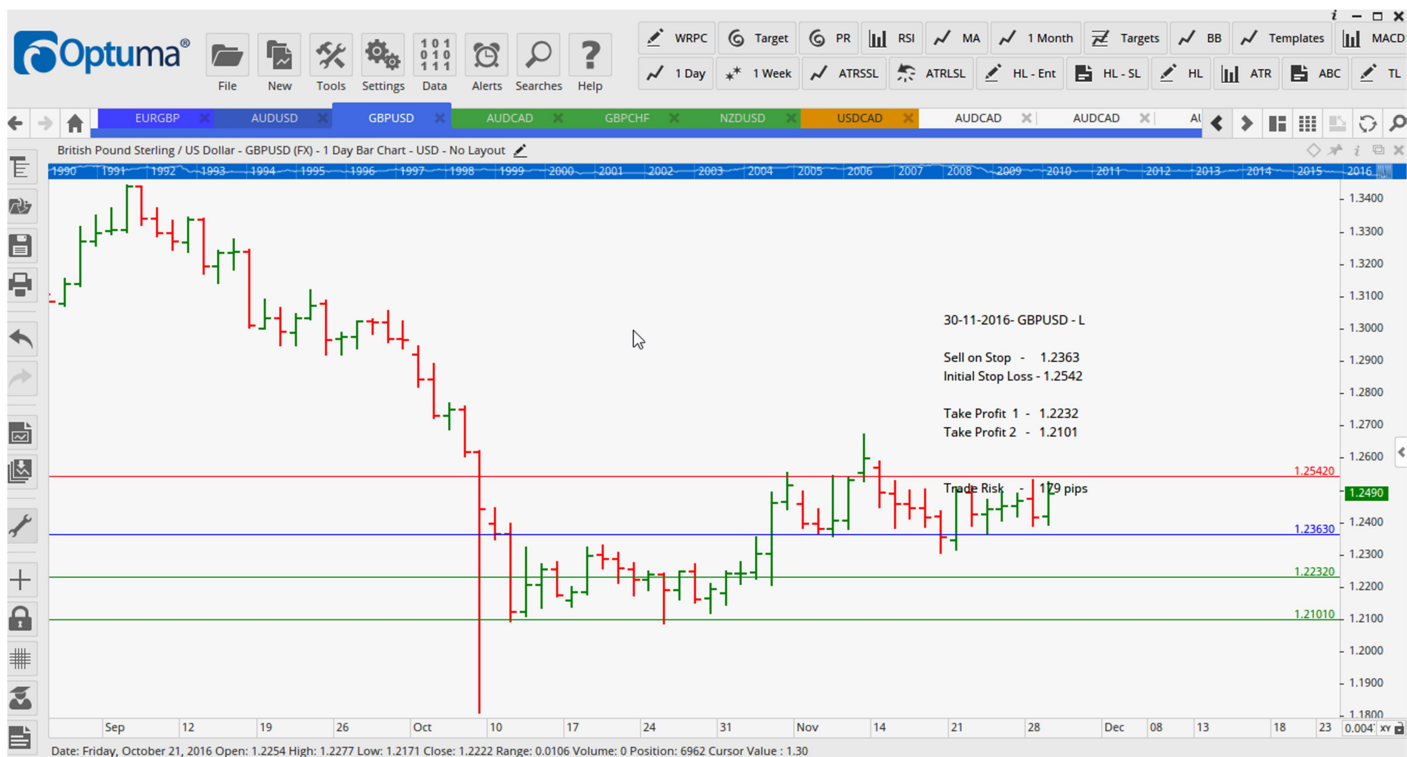 Optuma®
File New Tools Settings Data Alerts Searches Help
WRPC Target PR RSI MA 1 Month Targets BB Templates MACD
1 Day 1 Week ATRSSL ATRLSL HL - Ent HL - SL HL ATR ABC TL
EURGBP AUDUSD GBPUSD AUDCAD GBPCHF NZDUSD USDCAD AUDCAD AUDCAD
British Pound Sterling / US Dollar - GBPUSD (FX) - 1 Day Bar Chart - USD - No Layout
1990 1991 1992 1993 1994 1995 1996 1997 1998 1999 2000 2001 2002 2003 2004 2005 2006 2007 2008 2009 2010 2011 2012 2013 2014 2015 2016
1.3400
1.3300
1.3200
1.3100
30-11-2016- GBPUSD - L
1.3000
Sell on Stop - 1.2363
1.2900
Initial Stop Loss - 1.2542
1.2800
Take Profit 1 - 1.2232
1.2700
Take Profit 2 - 1.2101
1.2600
1.25420
Trade Risk - 179 pips
1.2490
1.2400
1.23630
1.2300
1.22320
1.2200
1.21010
1.2100
1.2000
1.1900
1.1800
Sep 12 19 26 Oct 10 17 24 31 Nov 14 21 28 Dec 08 13 18 23 0.004 XY
Date: Friday, October 21, 2016 Open: 1.2254 High: 1.2277 Low: 1.2171 Close: 1.2222 Range: 0.0106 Volume: 0 Position: 6962 Cursor Value : 1.30